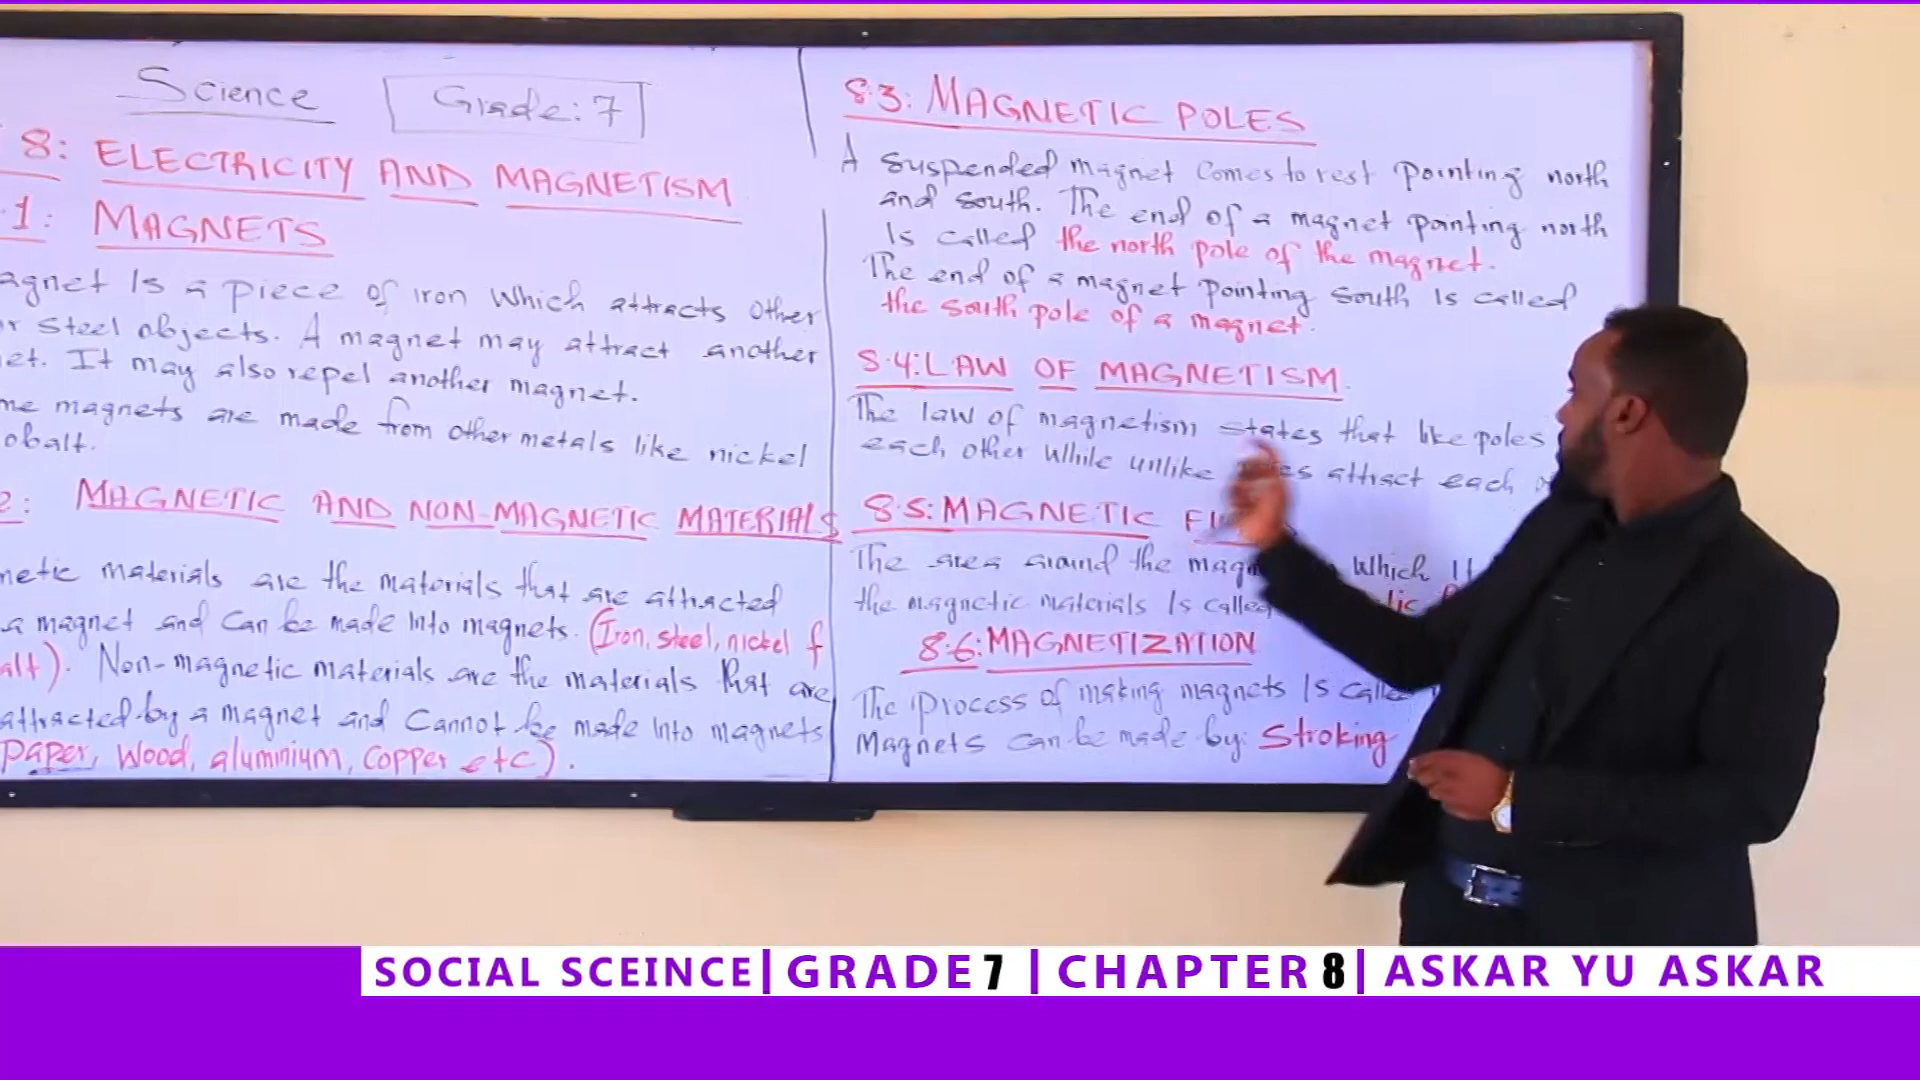 Science
Grade: 7
8: ELECTRICITY AND MAGNETISM
.1: MAGNETS
agnet Is a piece of iron Which attracts other
r steel objects. A magnet may attract another
et. It may also repel another magnet.
me magnets are made from other metals like nickel
obalt.
2: MAGNETIC AND NON-MAGNETIC MATERIALS
netic materials are the materials that are attracted
a magnet and can be made Into magnets. (Iron, steel, nickel f
alt). Non-magnetic materials are the materials that are
attracted by a magnet and Cannot be made Into magnets
paper, Wood, aluminium, Copper etc).
8.3: MAGNETIC POLES
A suspended magnet Comes to rest pointing north
and south. The end of a magnet pointing north
Is called the north pole of the magnet.
The end of a magnet pointing south Is called
the south pole of a magnet.
8.4: LAW OF MAGNETISM.
The law of magnetism states that like poles
each other While unlike attract each
8.5: MAGNETIC
The area around the Which
the magnetic materials Is called
8.6: MAGNETIZATION
The process of making magnets Is called
Magnets can be made by: Stroking
SOCIAL SCEINCE| GRADE 7 | CHAPTER 8| ASKAR YU ASKAR